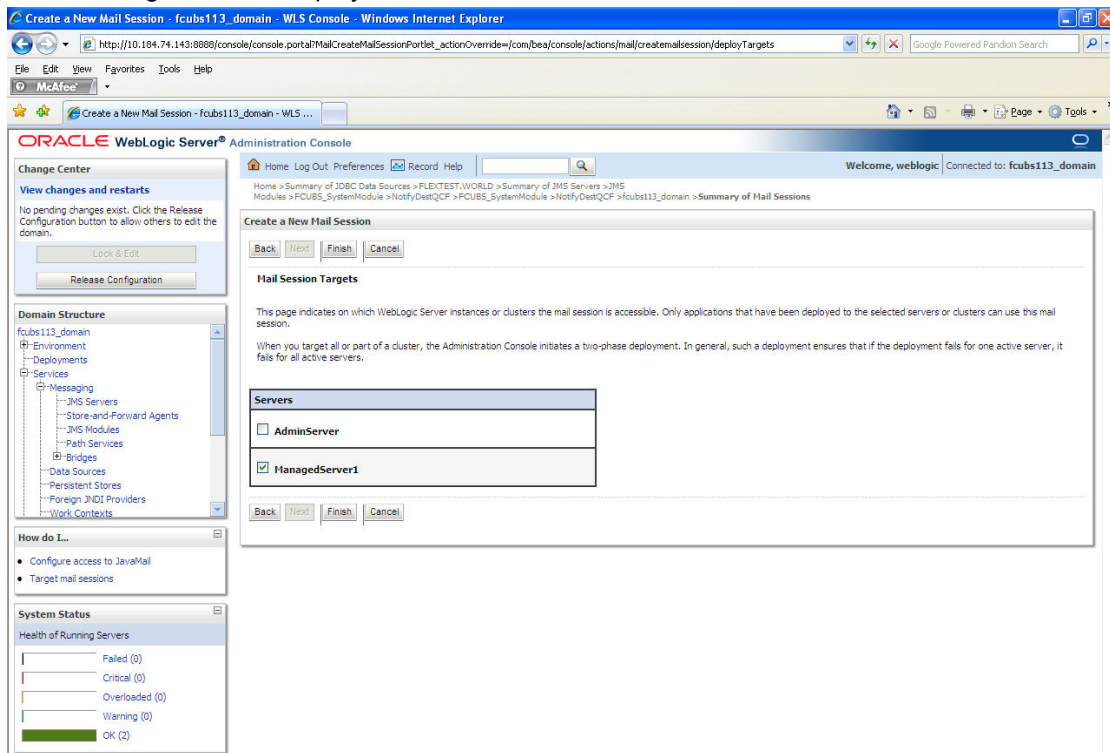 Create a New Mail Session - fcubs113_domain - WLS Console - Windows Internet Explorer
http://10.184.74.143:8888/console/console.portal?MailCreateMailSessionPortlet_actionOverride=/com/bea/console/actions/mail/createmailsession/deployTargets
Google Powered Pandion Search
File Edit View Favorites Tools Help
McAfee
Create a New Mail Session - fcubs113_domain - WLS ...
Page Tools
ORACLE WebLogic Server® Administration Console
Change Center
View changes and restarts
No pending changes exist. Click the Release
Configuration button to allow others to edit the
domain.
Lock & Edit
Release Configuration
Domain Structure
fcubs113_domain
Environment
Deployments
Services
Messaging
JMS Servers
Store-and-Forward Agents
JMS Modules
Path Services
Bridges
Data Sources
Persistent Stores
Foreign JNDI Providers
Work Contexts
How do I...
Configure access to JavaMail
Target mail sessions
System Status
Health of Running Servers
Failed (0)
Critical (0)
Overloaded (0)
Warning (0)
OK (2)
Home Log Out Preferences Record Help
Welcome, weblogic Connected to: fcubs113_domain
Home >Summary of JDBC Data Sources >FLEXTEST.WORLD >Summary of JMS Servers >JMS
Modules >FCUBS_SystemModule >NotifyDestQCF >FCUBS_SystemModule >NotifyDestQCF >fcubs113_domain >Summary of Mail Sessions
Create a New Mail Session
Back Next Finish Cancel
Mail Session Targets
This page indicates on which WebLogic Server instances or clusters the mail session is accessible. Only applications that have been deployed to the selected servers or clusters can use this mail
session.
When you target all or part of a cluster, the Administration Console initiates a two-phase deployment. In general, such a deployment ensures that if the deployment fails for one active server, it
fails for all active servers.
Servers
AdminServer
ManagedServer1
Back Next Finish Cancel